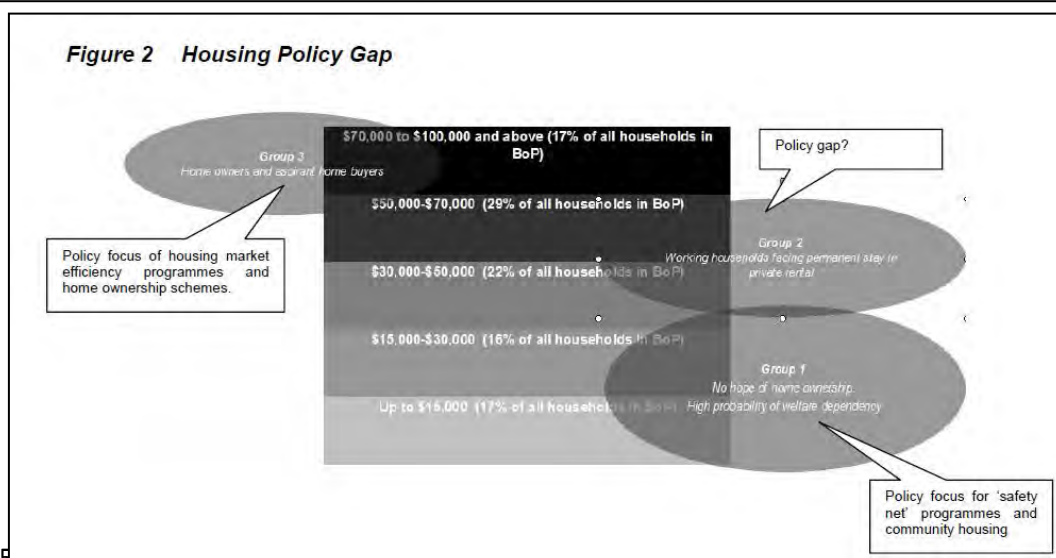 Figure 2 Housing Policy Gap
$70,000 to $100,000 and above (17% of all households in
BoP)
Group 3
Home owners and aspirant home buyers
Policy gap?
$50,000-$70,000 (29% of all households in BoP)
Policy focus of housing market
efficiency programmes and
home ownership schemes.
Group 2
Working households facing permanent stay in
private rental
$30,000-$50,000 (22% of all households in BoP)
$15,000-$30,000 (16% of all households in BoP)
Group 1
No hope of home ownership.
High probability of welfare dependency
Up to $15,000 (17% of all households in BoP)
Policy focus for 'safety
net' programmes and
community housing